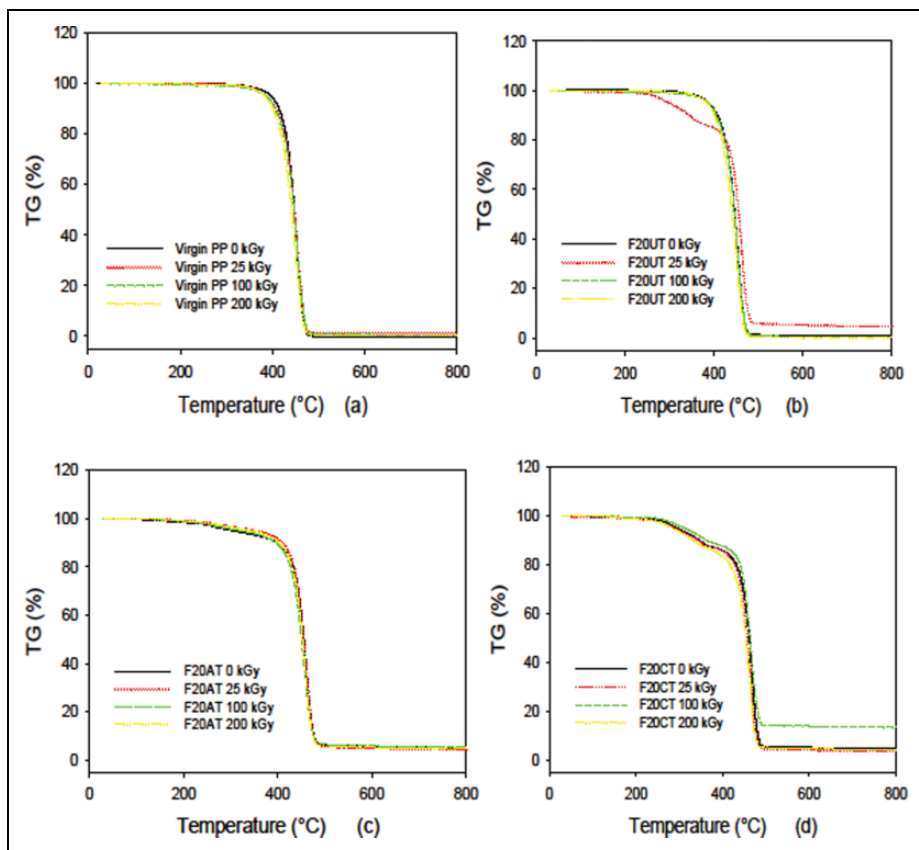 120
100
80
60
40
20
0
TG (%)
Virgin PP 0 kGy
Virgin PP 25 kGy
Virgin PP 100 kGy
Virgin PP 200 kGy
0 200 400 600 800
Temperature (°C) (a)
120
100
80
60
40
20
0
TG (%)
F20UT 0 kGy
F20UT 25 kGy
F20UT 100 kGy
F20UT 200 kGy
0 200 400 600 800
Temperature (°C) (b)
120
100
80
60
40
20
0
TG (%)
F20AT 0 kGy
F20AT 25 kGy
F20AT 100 kGy
F20AT 200 kGy
0 200 400 600 800
Temperature (°C) (c)
120
100
80
60
40
20
0
TG (%)
F20CT 0 kGy
F20CT 25 kGy
F20CT 100 kGy
F20CT 200 kGy
0 200 400 600 800
Temperature (°C) (d)